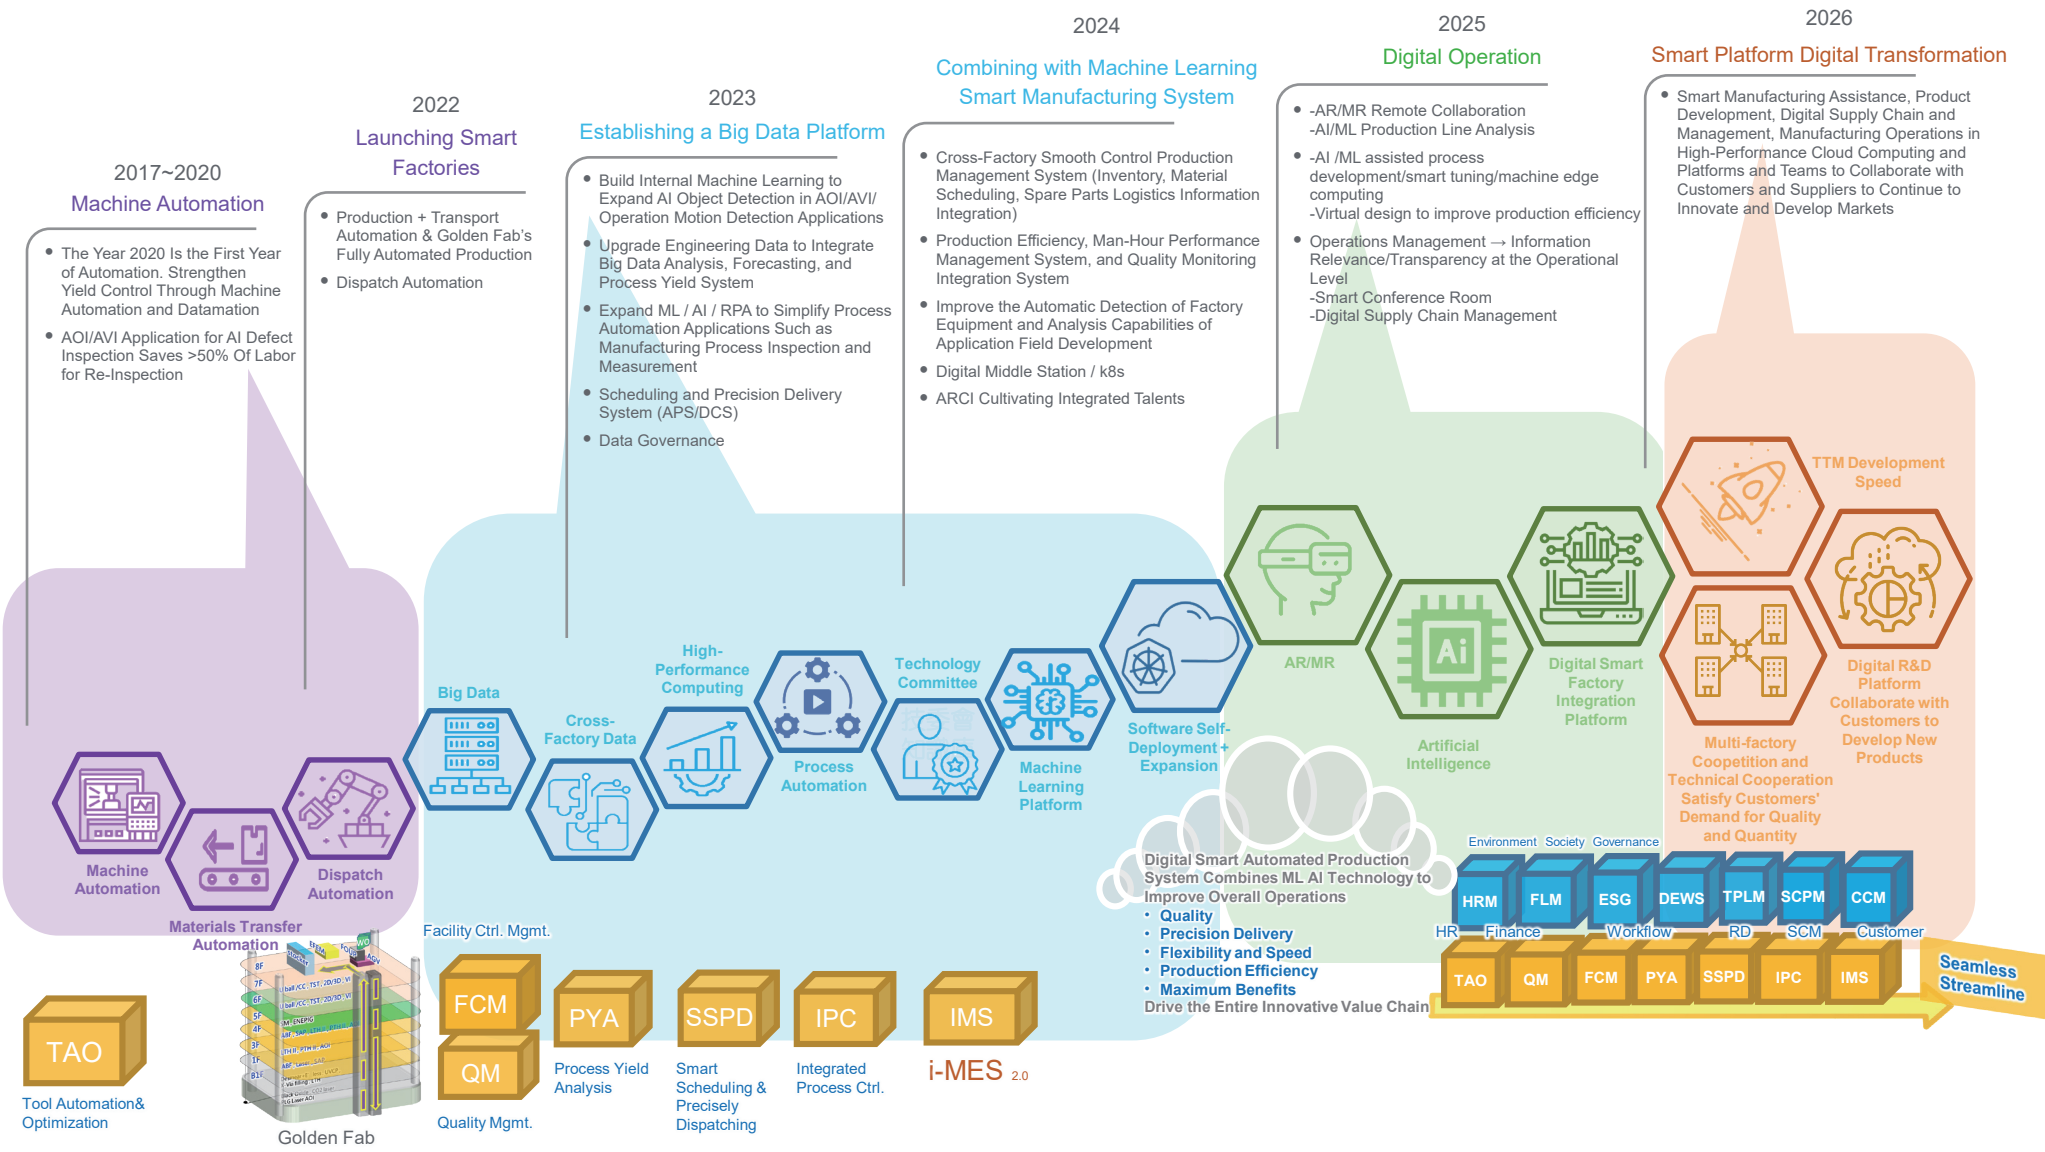 2017~2020
Machine Automation
The Year 2020 Is the First Year
of Automation. Strengthen
Yield Control Through Machine
Automation and Datamation
AOI/AVI Application for AI Defect
Inspection Saves >50% Of Labor
for Re-Inspection
2022
Launching Smart
Factories
Production + Transport
Automation & Golden Fab's
Fully Automated Production
Dispatch Automation
2023
Establishing a Big Data Platform
Build Internal Machine Learning to
Expand AI Object Detection in AOI/AVI/
Operation Motion Detection Applications
Upgrade Engineering Data to Integrate
Big Data Analysis, Forecasting, and
Process Yield System
Expand ML / AI / RPA to Simplify Process
Automation Applications Such as
Manufacturing Process Inspection and
Measurement
Scheduling and Precision Delivery
System (APS/DCS)
Data Governance
2024
Combining with Machine Learning
Smart Manufacturing System
Cross-Factory Smooth Control Production
Management System (Inventory, Material
Scheduling, Spare Parts Logistics Information
Integration)
Production Efficiency, Man-Hour Performance
Management System, and Quality Monitoring
Integration System
Improve the Automatic Detection of Factory
Equipment and Analysis Capabilities of
Application Field Development
Digital Middle Station / k8s
ARCI Cultivating Integrated Talents
2025
Digital Operation
-AR/MR Remote Collaboration
-AI/ML Production Line Analysis
-AI /ML assisted process
development/smart tuning/machine edge
computing
-Virtual design to improve production efficiency
Operations Management → Information
Relevance/Transparency at the Operational
Level
-Smart Conference Room
-Digital Supply Chain Management
2026
Smart Platform Digital Transformation
Smart Manufacturing Assistance, Product
Development, Digital Supply Chain and
Management, Manufacturing Operations in
High-Performance Cloud Computing and
Platforms and Teams to Collaborate with
Customers and Suppliers to Continue to
Innovate and Develop Markets
Machine
Automation
Materials Transfer
Automation
Dispatch
Automation
Big Data
Cross-
Factory Data
High-
Performance
Computing
Process
Automation
Technology
Committee
技委會
Machine
Learning
Platform
Software Self-
Deployment +
Expansion
AR/MR
Ai
Artificial
Intelligence
Digital Smart
Factory
Integration
Platform
TTM Development
Speed
Multi-factory
Coopetition and
Technical Cooperation
Satisfy Customers'
Demand for Quality
and Quantity
Digital R&D
Platform
Collaborate with
Customers to
Develop New
Products
Digital Smart Automated Production
System Combines ML AI Technology to
Improve Overall Operations
Quality
Precision Delivery
Flexibility and Speed
Production Efficiency
Maximum Benefits
Drive the Entire Innovative Value Chain
Environment Society Governance
HRM FLM ESG DEWS TPLM SCPM CCM
HR Finance Workflow RD SCM Customer
TAO QM FCM PYA SSPD IPC IMS
Seamless
Streamline
TAO
Tool Automation&
Optimization
8F
7F
6F
5F
4F
3F
1F
B1F
Golden Fab
Facility Ctrl. Mgmt.
FCM
QM
Quality Mgmt.
PYA
Process Yield
Analysis
SSPD
Smart
Scheduling &
Precisely
Dispatching
IPC
Integrated
Process Ctrl.
IMS
i-MES 2.0